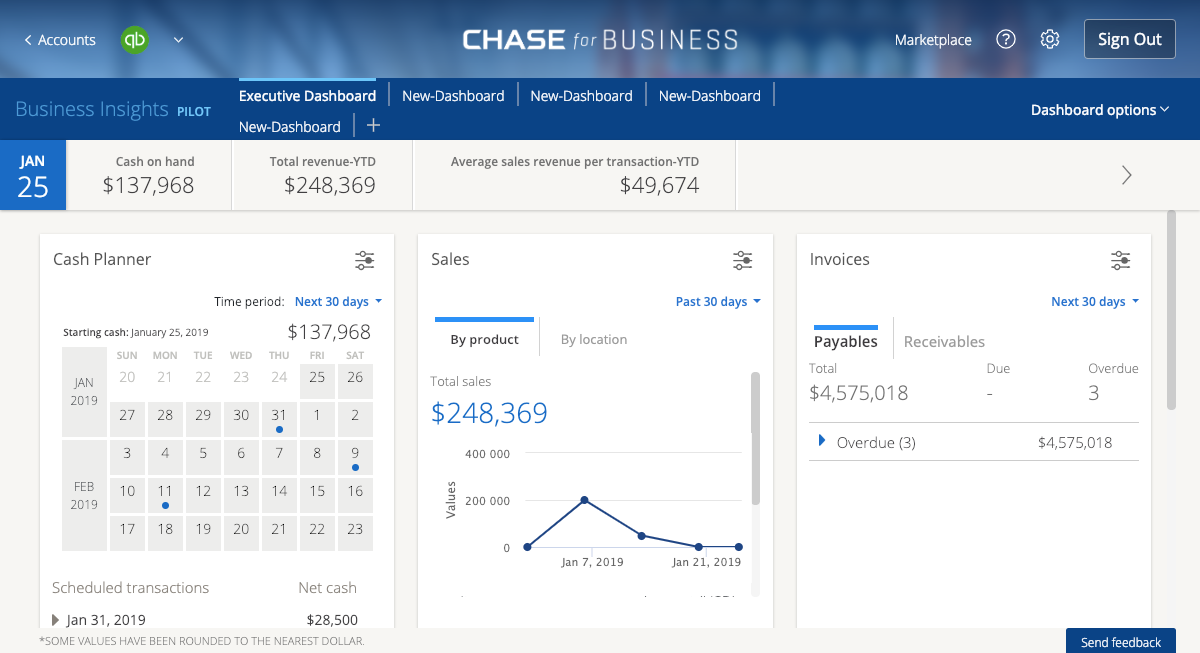 Accounts
qb
CHASE for BUSINESS
Marketplace
?
Sign Out
Business Insights PILOT
Executive Dashboard
New-Dashboard
New-Dashboard
New-Dashboard
New-Dashboard
+
Dashboard options
JAN
25
Cash on hand
$137,968
Total revenue-YTD
$248,369
Average sales revenue per transaction-YTD
$49,674
Cash Planner
Time period: Next 30 days
Starting cash: January 25, 2019 $137,968
SUN MON TUE WED THU FRI SAT
JAN
2019
20 21 22 23 24 25 26
27 28 29 30 31 1 2
FEB
2019
3 4 5 6 7 8 9
10 11 12 13 14 15 16
17 18 19 20 21 22 23
Scheduled transactions Net cash
Jan 31, 2019 $28,500
Sales
Past 30 days
By product By location
Total sales
$248,369
Values
400 000
200 000
0
Jan 7, 2019 Jan 21, 2019
Invoices
Next 30 days
Payables Receivables
Total Due Overdue
$4,575,018 - 3
Overdue (3) $4,575,018
*SOME VALUES HAVE BEEN ROUNDED TO THE NEAREST DOLLAR.
Send feedback